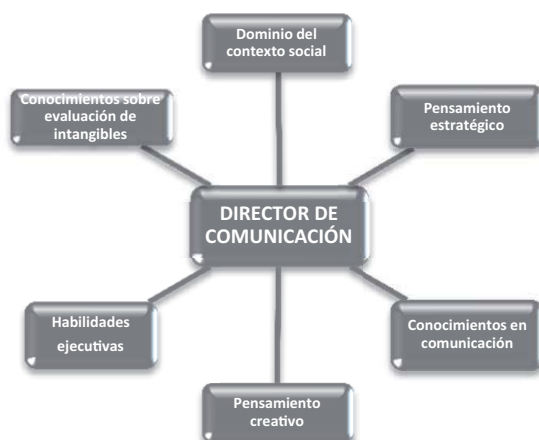 Dominio del
contexto social
Conocimientos sobre
evaluación de
intangibles
Pensamiento
estratégico
DIRECTOR DE
COMUNICACIÓN
Habilidades
ejecutivas
Conocimientos en
comunicación
Pensamiento
creativo